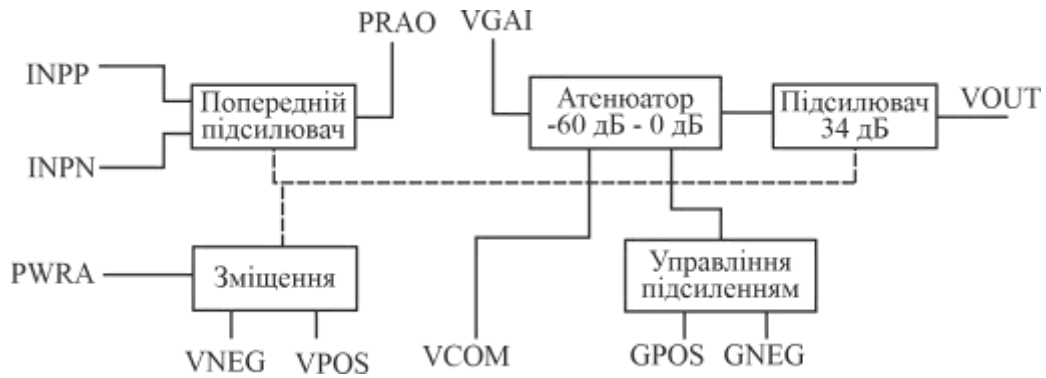 PRAO
VGAI
INPP
Попередній
підсилювач
Атенюатор
-60 дБ - 0 дБ
Підсилювач
34 дБ
VOUT
INPN
PWRA
Зміщення
Управління
підсиленням
VNEG
VPOS
VCOM
GPOS
GNEG